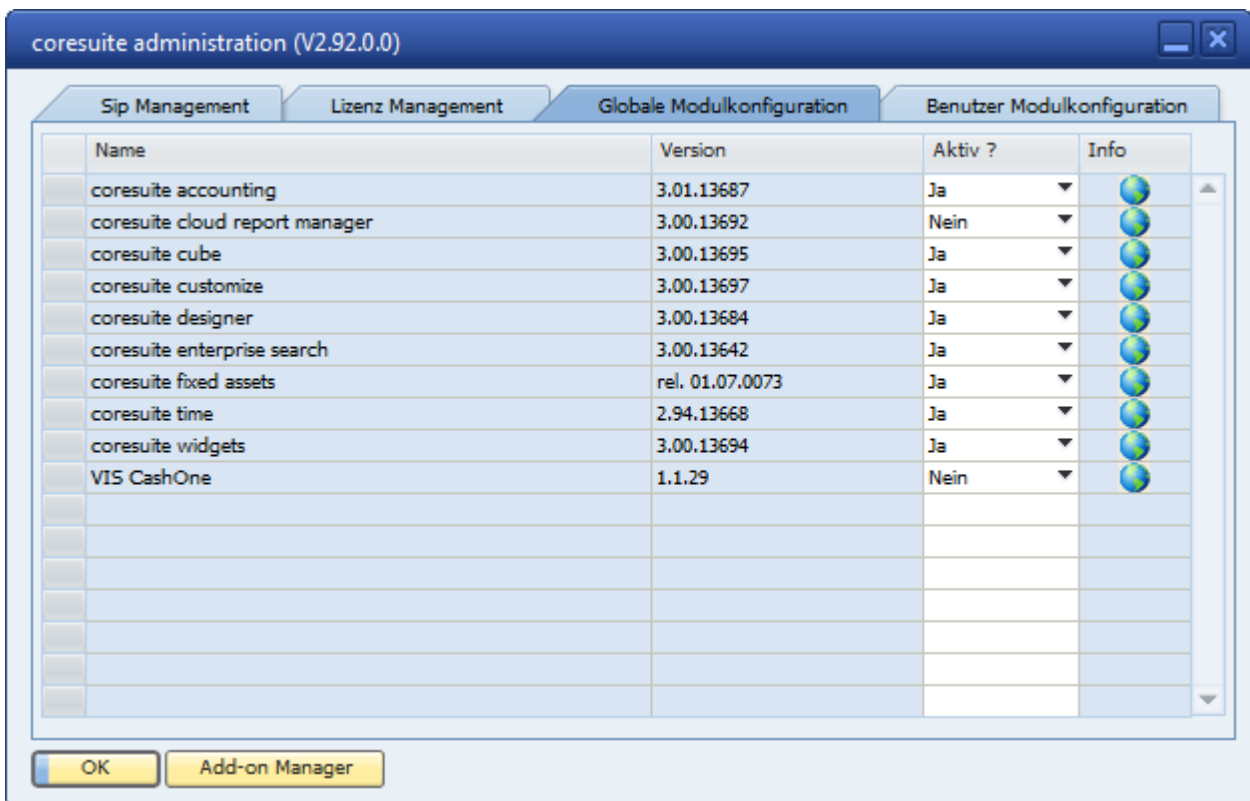 coresuite administration (V2.92.0.0)
Sip Management Lizenz Management Globale Modulkonfiguration Benutzer Modulkonfiguration
Name Version Aktiv ? Info
coresuite accounting 3.01.13687 Ja
coresuite cloud report manager 3.00.13692 Nein
coresuite cube 3.00.13695 Ja
coresuite customize 3.00.13697 Ja
coresuite designer 3.00.13684 Ja
coresuite enterprise search 3.00.13642 Ja
coresuite fixed assets rel. 01.07.0073 Ja
coresuite time 2.94.13668 Ja
coresuite widgets 3.00.13694 Ja
VIS CashOne 1.1.29 Nein
OK Add-on Manager